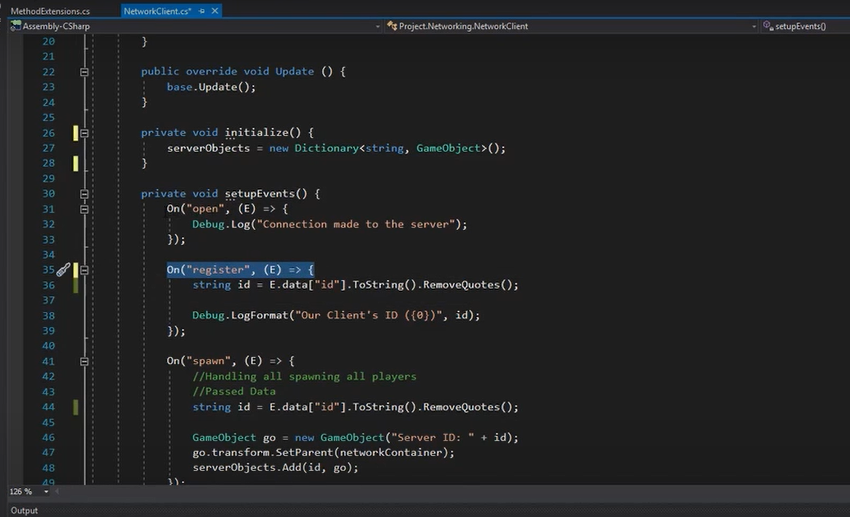 MethodExtensions.cs
NetworkClient.cs*
Assembly-CSharp
Project.Networking.NetworkClient
setupEvents()
20 }
21
22 public override void Update () {
23 base.Update();
24 }
25
26 private void initialize() {
27 serverObjects = new Dictionary<string, GameObject>();
28 }
29
30 private void setupEvents() {
31 On("open", (E) => {
32 Debug.Log("Connection made to the server");
33 });
34
35 On("register", (E) => {
36 string id = E.data["id"].ToString().RemoveQuotes();
37
38 Debug.LogFormat("Our Client's ID ({0})", id);
39 });
40
41 On("spawn", (E) => {
42 //Handling all spawning all players
43 //Passed Data
44 string id = E.data["id"].ToString().RemoveQuotes();
45
46 GameObject go = new GameObject("Server ID: " + id);
47 go.transform.SetParent(networkContainer);
48 serverObjects.Add(id, go);
49 });
126 %
Output